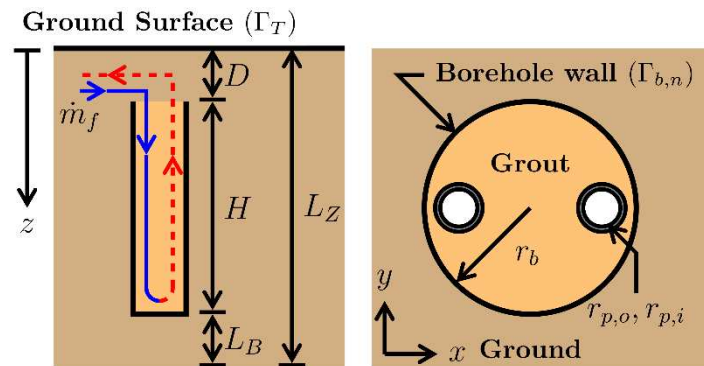 Ground Surface (Γ_T)
D
ṁ_f
z
H
L_Z
L_B
Borehole wall (Γ_{b,n})
Grout
r_b
r_{p,o}, r_{p,i}
y
x
Ground